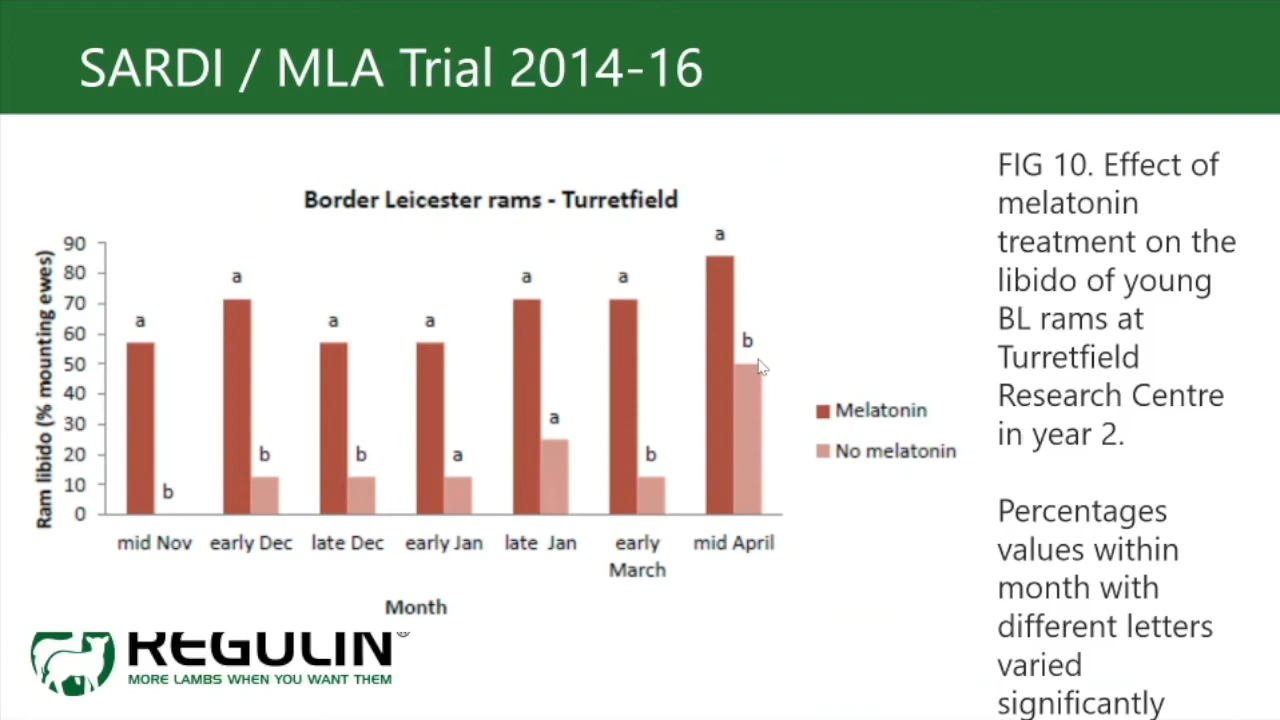 SARDI / MLA Trial 2014-16
Border Leicester rams - Turretfield
Ram libido (% mounting ewes)
90
80
70
60
50
40
30
20
10
0
a
b
a
b
a
b
a
a
a
a
a
b
a
b
mid Nov
early Dec
late Dec
early Jan
late Jan
early
March
mid April
Month
Melatonin
No melatonin
FIG 10. Effect of
melatonin
treatment on the
libido of young
BL rams at
Turretfield
Research Centre
in year 2.
Percentages
values within
month with
different letters
varied
significantly
REGULIN®
MORE LAMBS WHEN YOU WANT THEM